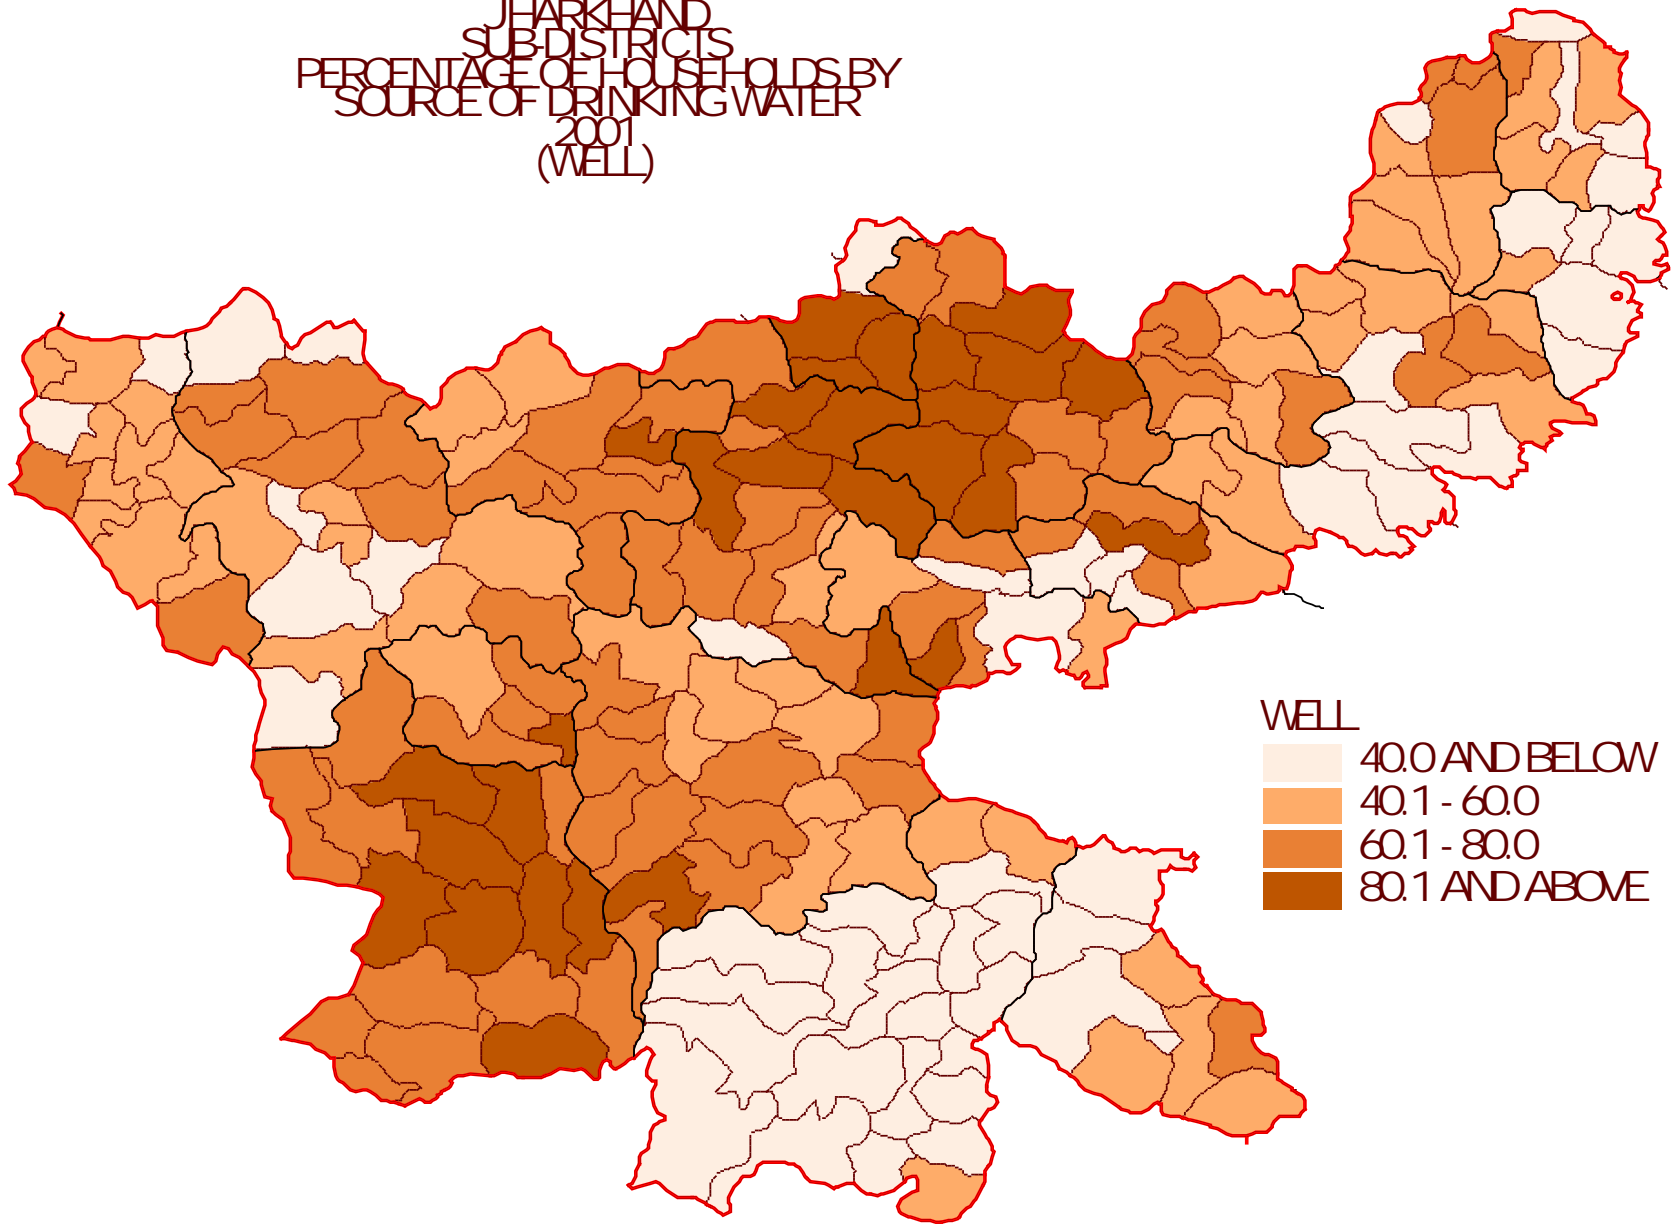 JHARKHAND
SUB-DISTRICTS
PERCENTAGE OF HOUSEHOLDS BY
SOURCE OF DRINKING WATER
2001
(WELL)
WELL
40.0 AND BELOW
40.1 - 60.0
60.1 - 80.0
80.1 AND ABOVE